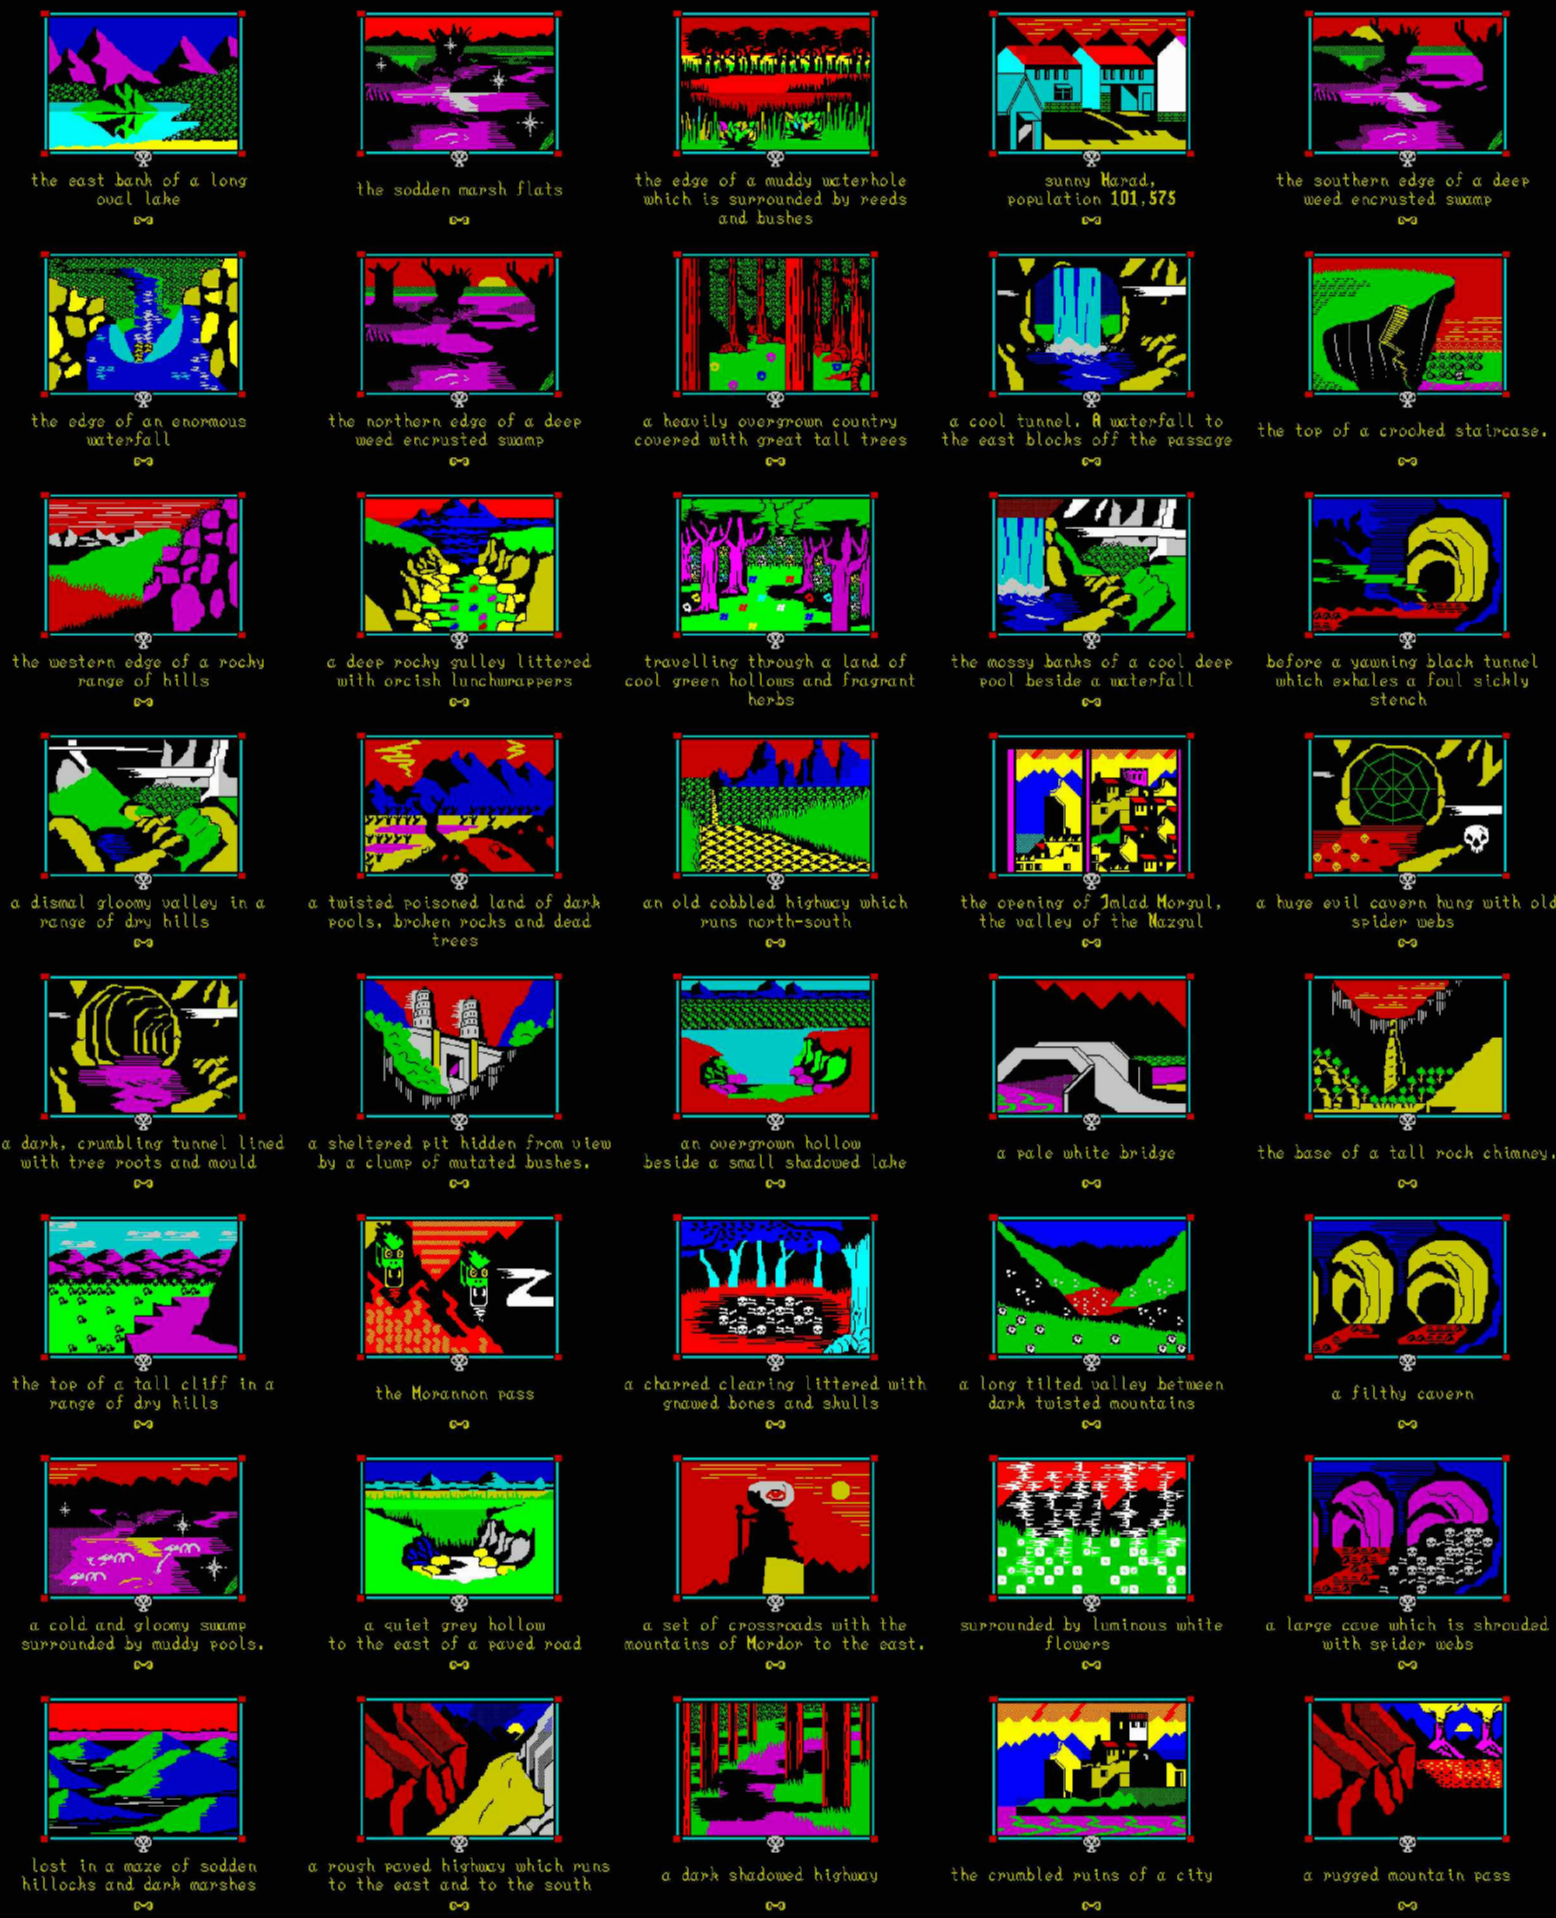 the east bank of a long
oval lake
the sodden marsh flats
the edge of a muddy waterhole
which is surrounded by reeds
and bushes
sunny Harad,
population 101,575
the southern edge of a deep
weed encrusted swamp
the edge of an enormous
waterfall
the northern edge of a deep
weed encrusted swamp
a heavily overgrown country
covered with great tall trees
a cool tunnel. A waterfall to
the east blocks off the passage
the top of a crooked staircase.
the western edge of a rocky
range of hills
a deep rocky gulley littered
with orcish lunchwrappers
travelling through a land of
cool green hollows and fragrant
herbs
the mossy banks of a cool deep
pool beside a waterfall
before a yawning black tunnel
which exhales a foul sickly
stench
a dismal gloomy valley in a
range of dry hills
a twisted poisoned land of dark
pools, broken rocks and dead
trees
an old cobbled highway which
runs north-south
the opening of Imlad Morgul,
the valley of the Nazgul
a huge evil cavern hung with old
spider webs
a dark, crumbling tunnel lined
with tree roots and mould
a sheltered pit hidden from view
by a clump of mutated bushes.
an overgrown hollow
beside a small shadowed lake
a pale white bridge
the base of a tall rock chimney.
the top of a tall cliff in a
range of dry hills
the Morannon pass
a charred clearing littered with
gnawed bones and skulls
a long tilted valley between
dark twisted mountains
a filthy cavern
a cold and gloomy swamp
surrounded by muddy pools.
a quiet grey hollow
to the east of a paved road
a set of crossroads with the
mountains of Mordor to the east.
surrounded by luminous white
flowers
a large cave which is shrouded
with spider webs
lost in a maze of sodden
hillocks and dark marshes
a rough paved highway which runs
to the east and to the south
a dark shadowed highway
the crumbled ruins of a city
a rugged mountain pass